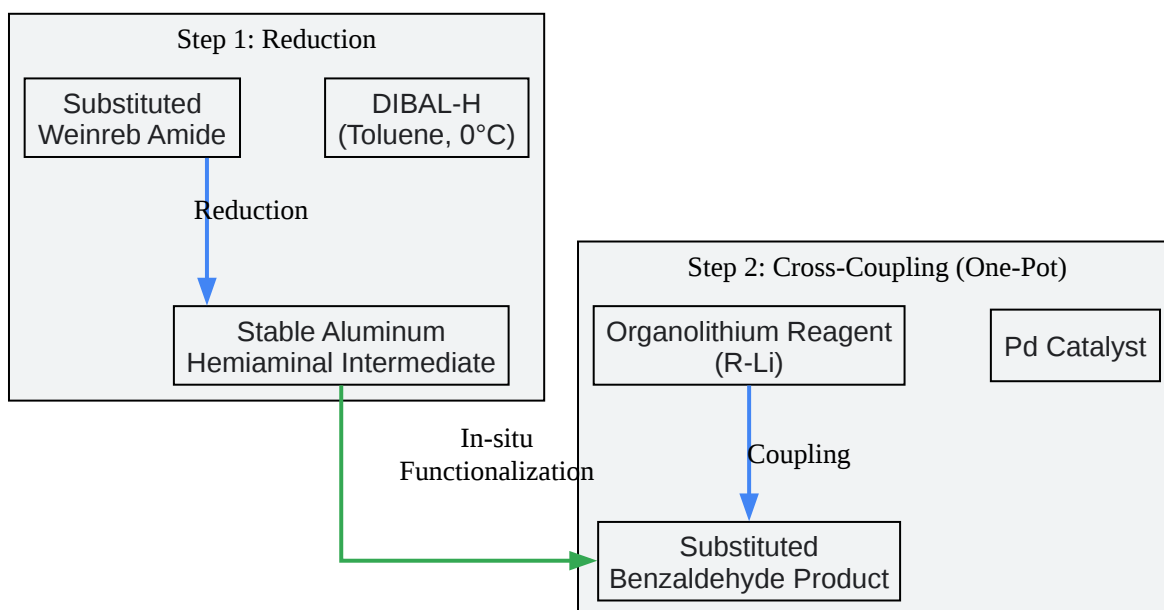 Step 1: Reduction
Substituted
Weinreb Amide
DIBAL-H
(Toluene, 0°C)
Reduction
Stable Aluminum
Hemiaminal Intermediate
In-situ
Functionalization
Step 2: Cross-Coupling (One-Pot)
Organolithium Reagent
(R-Li)
Pd Catalyst
Coupling
Substituted
Benzaldehyde Product